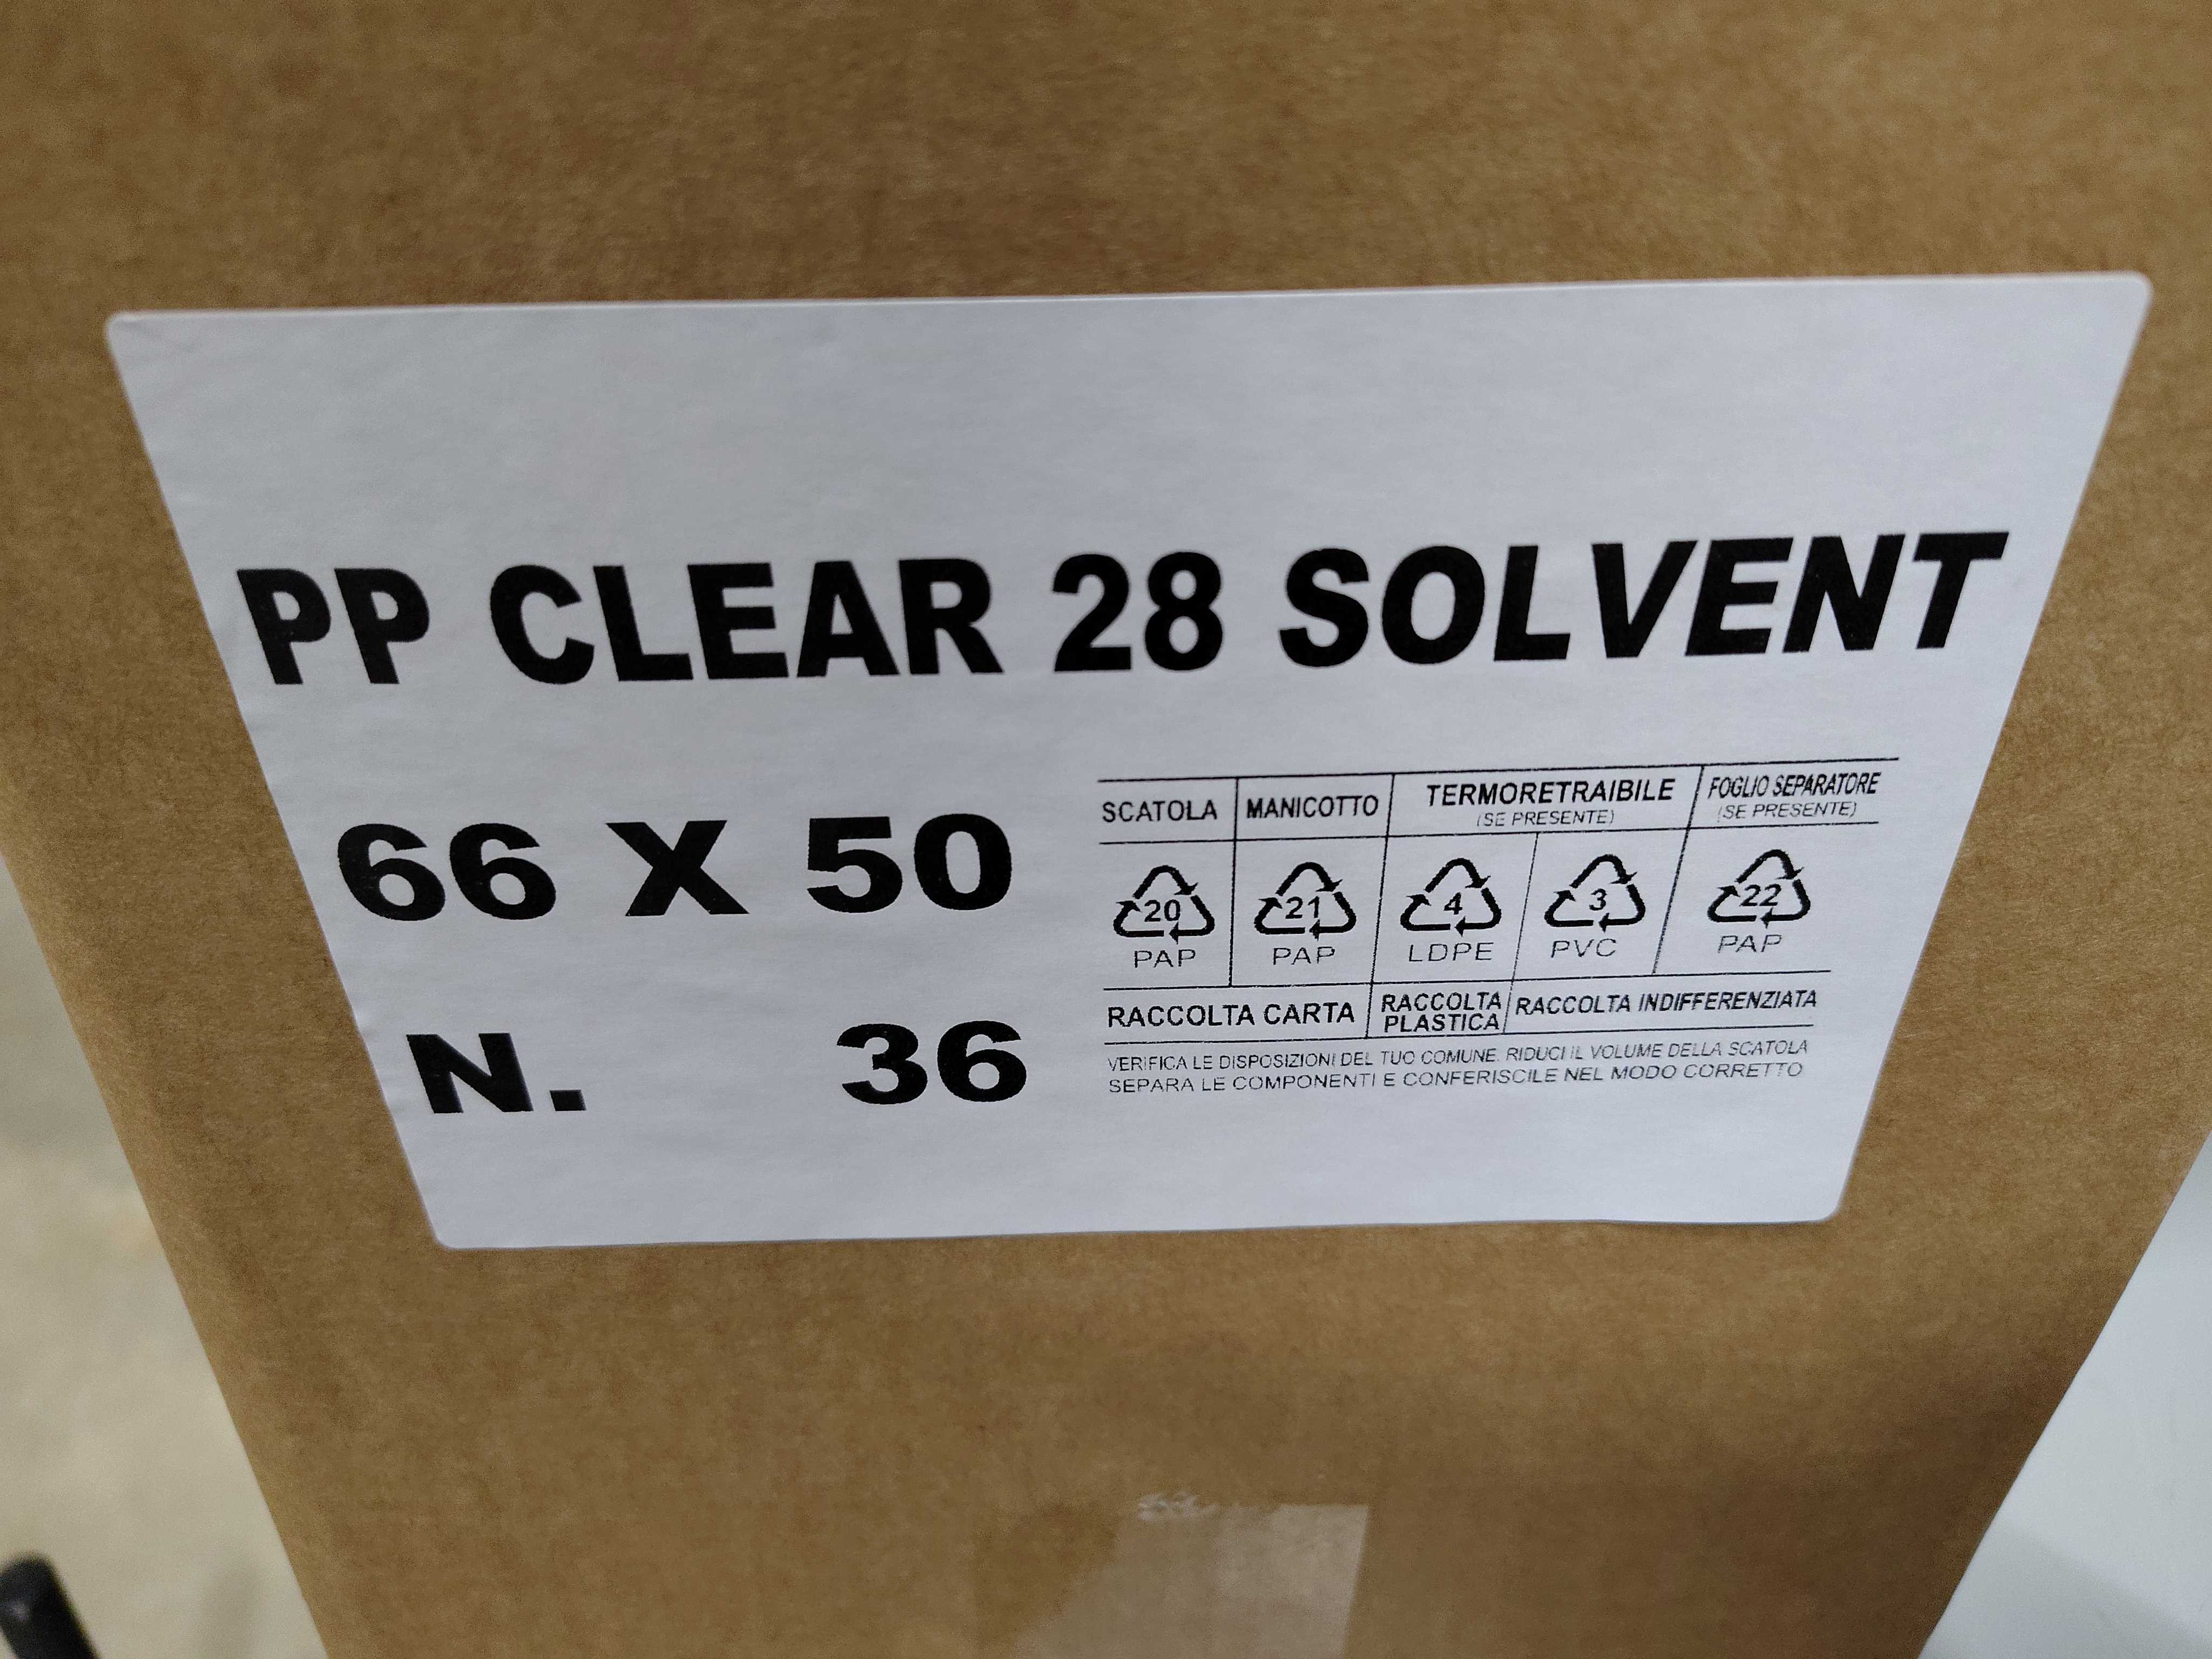 PP CLEAR 28 SOLVENT
66 X 50
N. 36
SCATOLA MANICOTTO TERMORETRAIBILE FOGLIO SEPARATORE
(SE PRESENTE) (SE PRESENTE)
20 21 4 3 22
PAP PAP LDPE PVC PAP
RACCOLTA CARTA RACCOLTA PLASTICA RACCOLTA INDIFFERENZIATA
VERIFICA LE DISPOSIZIONI DEL TUO COMUNE. RIDUCI IL VOLUME DELLA SCATOLA
SEPARA LE COMPONENTI E CONFERISCILE NEL MODO CORRETTO